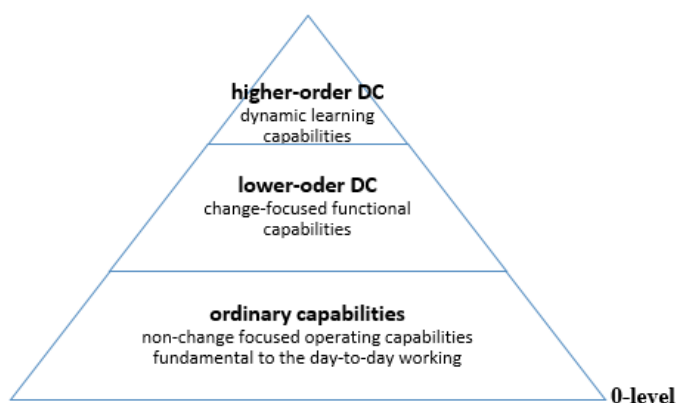 higher-order DC
dynamic learning
capabilities
lower-oder DC
change-focused functional
capabilities
ordinary capabilities
non-change focused operating capabilities
fundamental to the day-to-day working
0-level